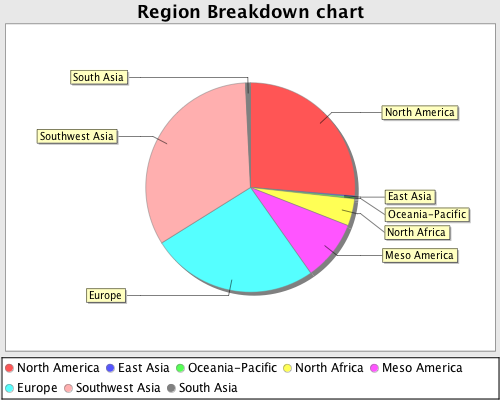 Region Breakdown chart
South Asia
North America
Southwest Asia
East Asia
Oceania-Pacific
North Africa
Meso America
Europe
North America East Asia Oceania-Pacific North Africa Meso America
Europe Southwest Asia South Asia